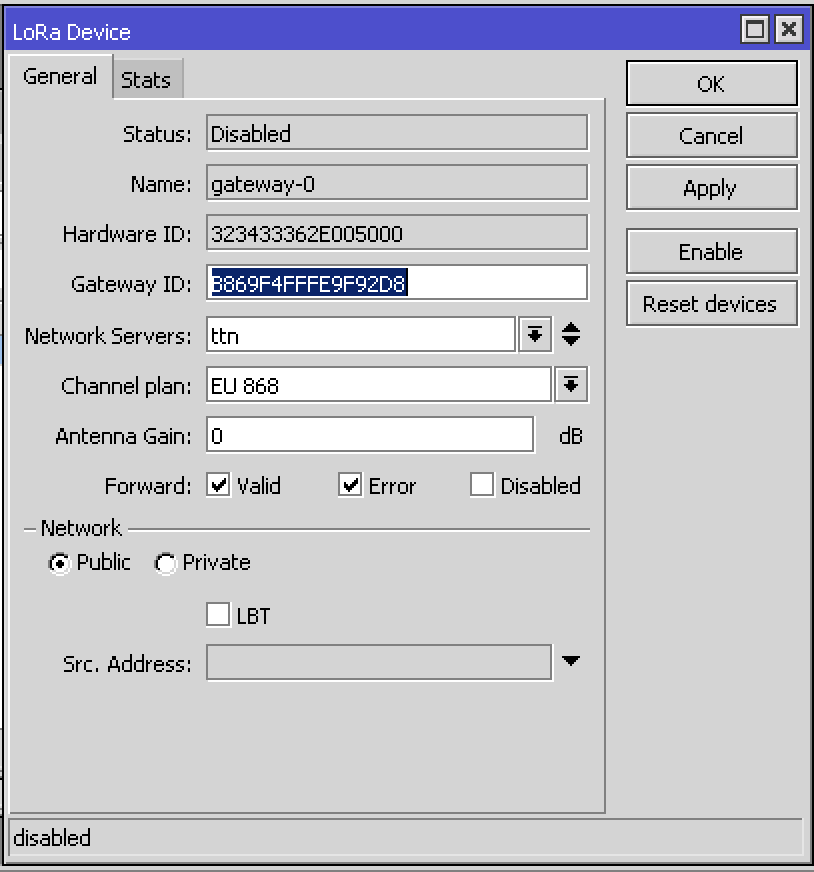 LoRa Device
General
Stats
Status: Disabled
Name: gateway-0
Hardware ID: 323433362E005000
Gateway ID: B869F4FFFE9F92D8
Network Servers: ttn
Channel plan: EU 868
Antenna Gain: 0 dB
Forward: Valid Error Disabled
Network
Public Private
LBT
Src. Address:
OK
Cancel
Apply
Enable
Reset devices
disabled